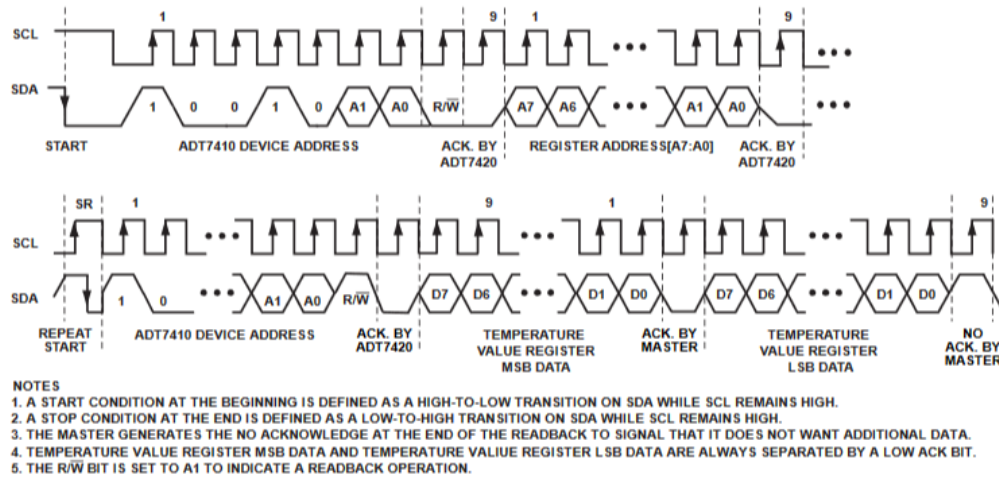 1 9 1 9
SCL
SDA
1 0 0 1 0 A1 A0 R/W̅ A7 A6 A1 A0
START ADT7410 DEVICE ADDRESS ACK. BY ADT7420 REGISTER ADDRESS[A7:A0] ACK. BY ADT7420
SR 1 9 1 9
SCL
SDA
1 0 A1 A0 R/W̅ D7 D6 D1 D0 D7 D6 D1 D0
REPEAT START ADT7410 DEVICE ADDRESS ACK. BY ADT7420 TEMPERATURE VALUE REGISTER MSB DATA ACK. BY MASTER TEMPERATURE VALUE REGISTER LSB DATA NO ACK. BY MASTER
NOTES
1. A START CONDITION AT THE BEGINNING IS DEFINED AS A HIGH-TO-LOW TRANSITION ON SDA WHILE SCL REMAINS HIGH.
2. A STOP CONDITION AT THE END IS DEFINED AS A LOW-TO-HIGH TRANSITION ON SDA WHILE SCL REMAINS HIGH.
3. THE MASTER GENERATES THE NO ACKNOWLEDGE AT THE END OF THE READBACK TO SIGNAL THAT IT DOES NOT WANT ADDITIONAL DATA.
4. TEMPERATURE VALUE REGISTER MSB DATA AND TEMPERATURE VALIUE REGISTER LSB DATA ARE ALWAYS SEPARATED BY A LOW ACK BIT.
5. THE R/W̅ BIT IS SET TO A1 TO INDICATE A READBACK OPERATION.